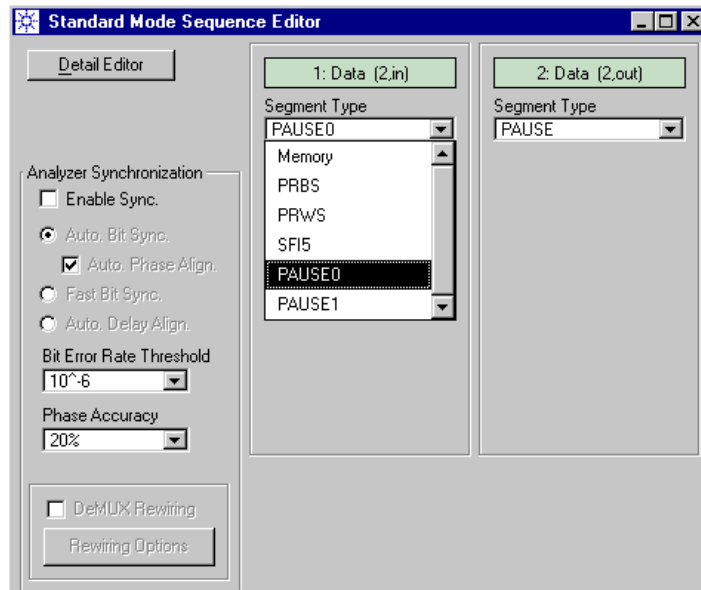 Standard Mode Sequence Editor
Detail Editor
Analyzer Synchronization
Enable Sync.
Auto. Bit Sync.
Auto. Phase Align.
Fast Bit Sync.
Auto. Delay Align.
Bit Error Rate Threshold
10^-6
Phase Accuracy
20%
DeMUX Rewiring
Rewiring Options
1: Data (2,in)
Segment Type
PAUSE0
Memory
PRBS
PRWS
SFI5
PAUSE0
PAUSE1
2: Data (2,out)
Segment Type
PAUSE